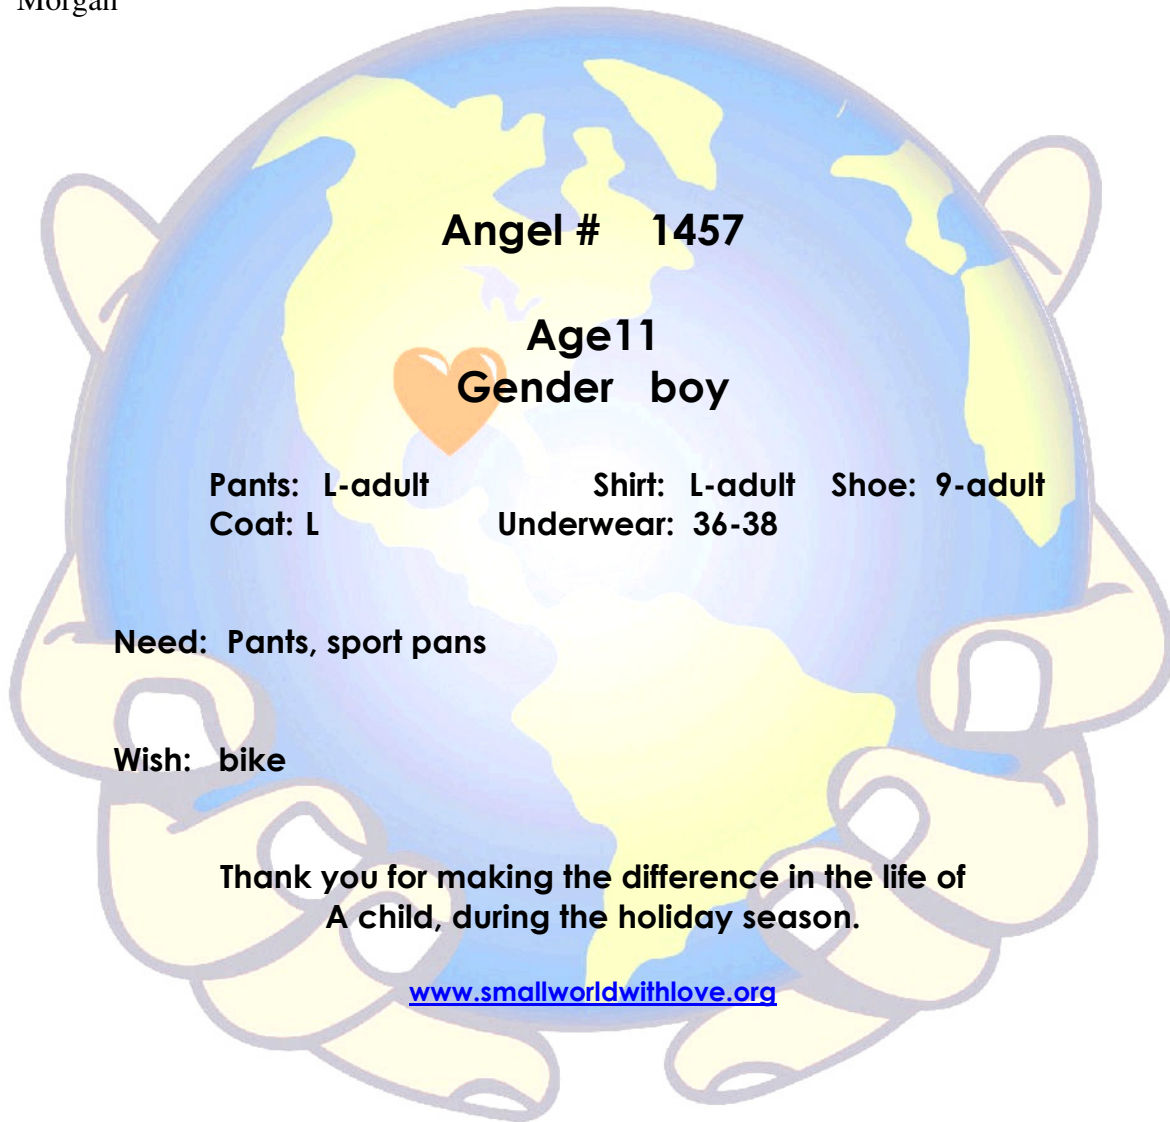 Morgan
Angel # 1457
Age11
Gender boy
Pants: L-adult Shirt: L-adult Shoe: 9-adult
Coat: L Underwear: 36-38
Need: Pants, sport pans
Wish: bike
Thank you for making the difference in the life of
A child, during the holiday season.
www.smallworldwithlove.org